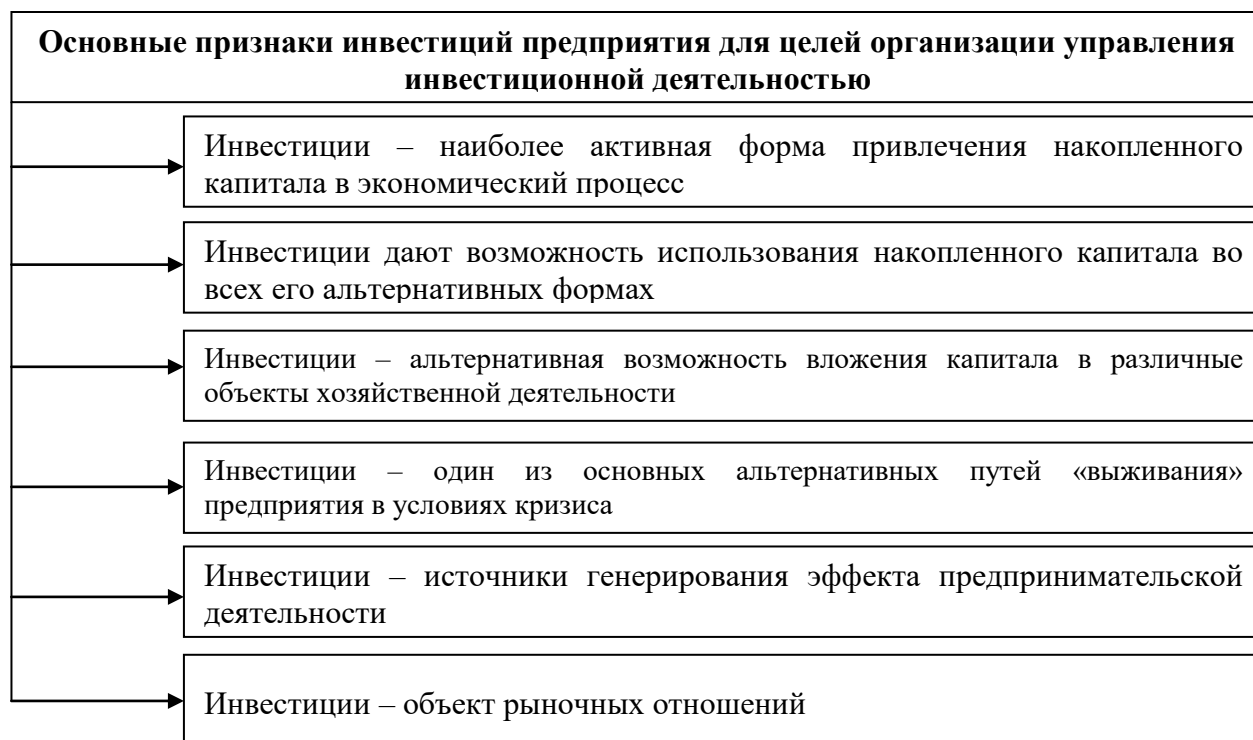 Основные признаки инвестиций предприятия для целей организации управления
инвестиционной деятельностью
Инвестиции – наиболее активная форма привлечения накопленного
капитала в экономический процесс
Инвестиции дают возможность использования накопленного капитала во
всех его альтернативных формах
Инвестиции – альтернативная возможность вложения капитала в различные
объекты хозяйственной деятельности
Инвестиции – один из основных альтернативных путей «выживания»
предприятия в условиях кризиса
Инвестиции – источники генерирования эффекта предпринимательской
деятельности
Инвестиции – объект рыночных отношений